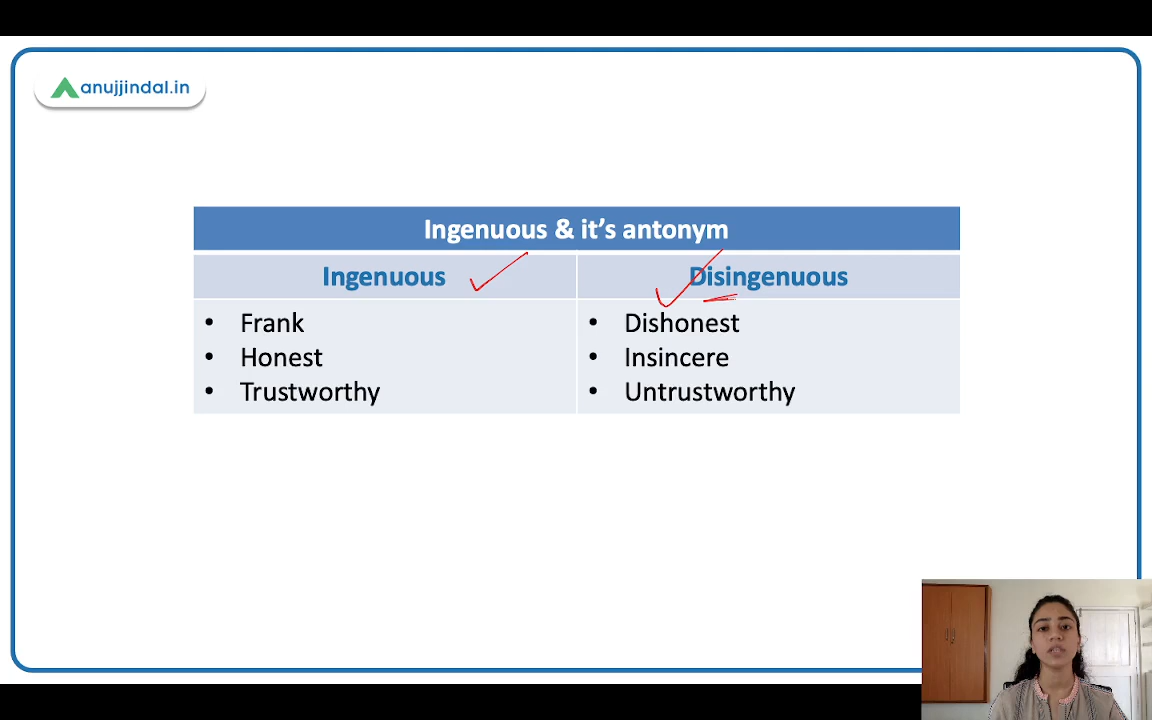 anujjindal.in
Ingenuous & it’s antonym
Ingenuous
Disingenuous
• Frank
• Honest
• Trustworthy
• Dishonest
• Insincere
• Untrustworthy